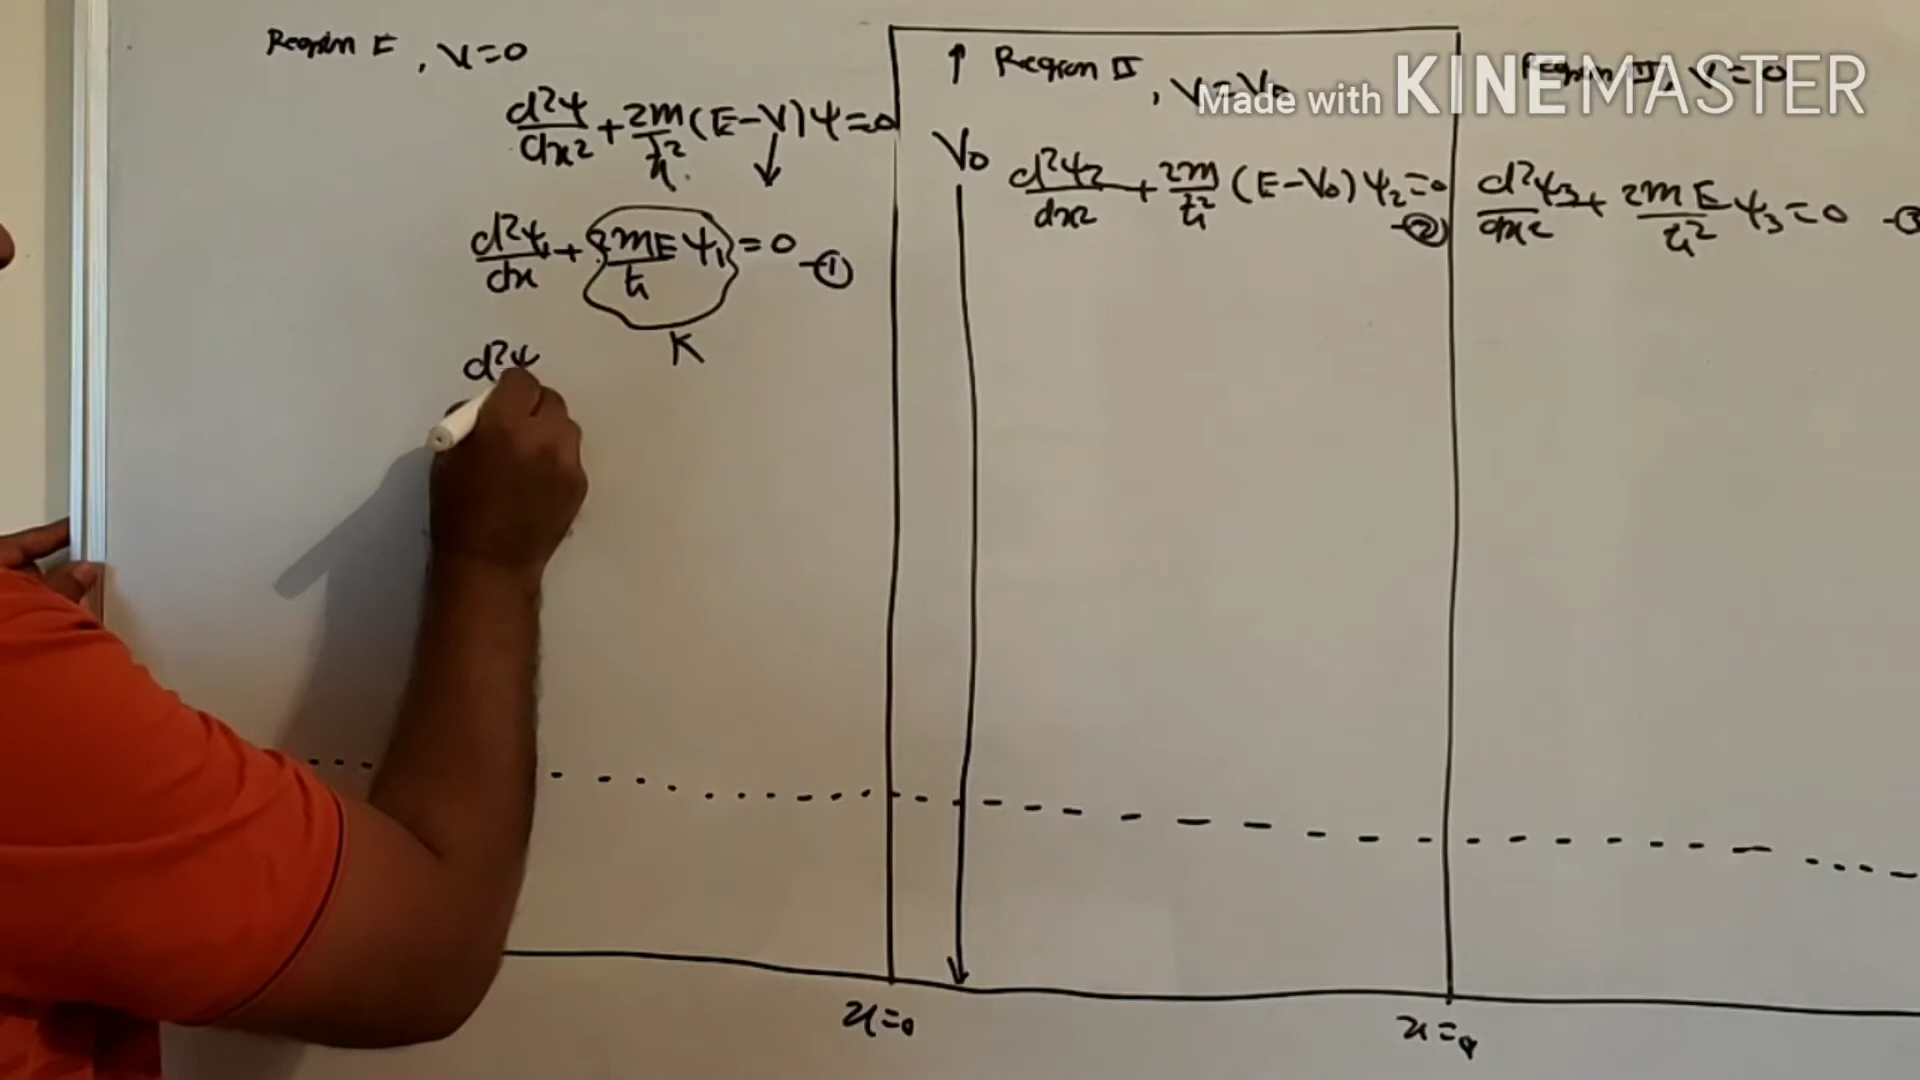 Region I , V=0
d²ψ/dx² + 2m/ħ² (E-V)ψ=0
d²ψ₁/dx + 2mE/ħ ψ₁ = 0 -①
K
d²ψ
↑ Region II , V=V₀
V₀
d²ψ₂/dx² + 2m/ħ² (E-V₀)ψ₂=0 -②
Region III, V=0
Made with KINEMASTER
d²ψ₃/dx² + 2mE/ħ² ψ₃=0 -③
x=0
x=a